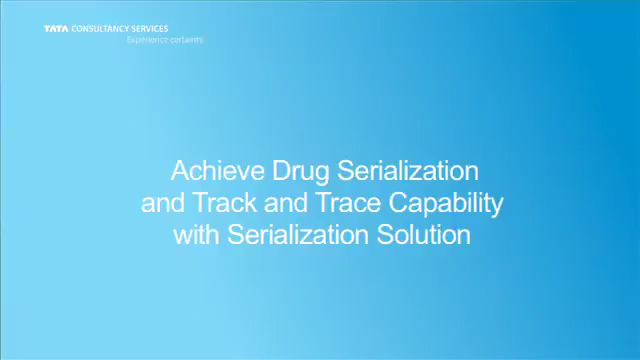 TATA CONSULTANCY SERVICES
Experience certainty.
Achieve Drug Serialization
and Track and Trace Capability
with Serialization Solution